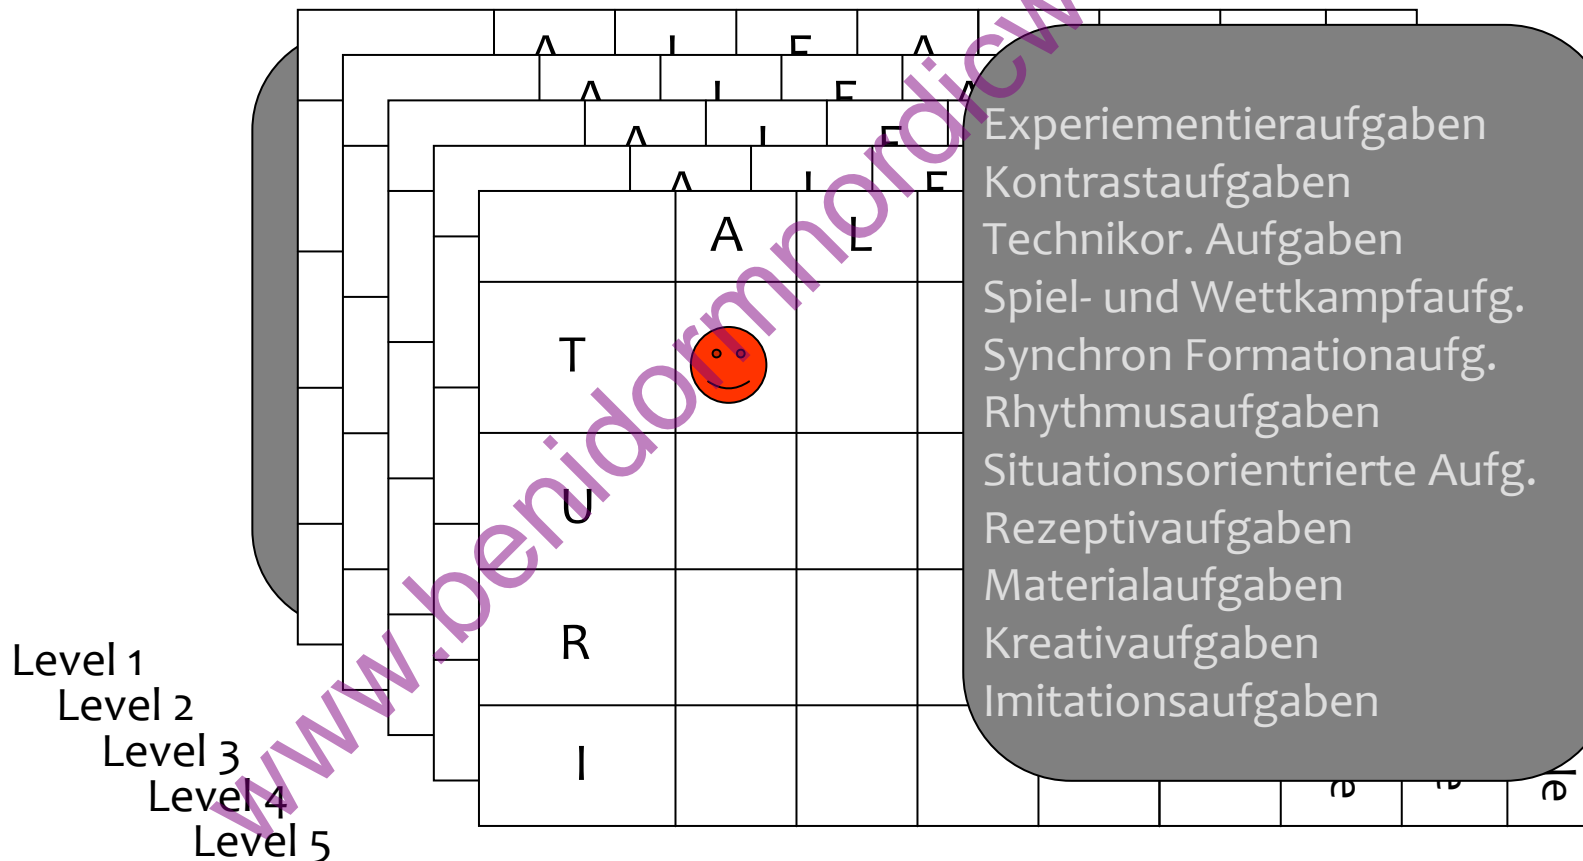 A L F A
A L F A
A L F
A L F
A L
T
U
R
I
Experiementieraufgaben
Kontrastaufgaben
Technikor. Aufgaben
Spiel- und Wettkampfaufg.
Synchron Formationaufg.
Rhythmusaufgaben
Situationsorientrierte Aufg.
Rezeptivaufgaben
Materialaufgaben
Kreativaufgaben
Imitationsaufgaben
Level 1
Level 2
Level 3
Level 4
Level 5
www.benidormnordicw